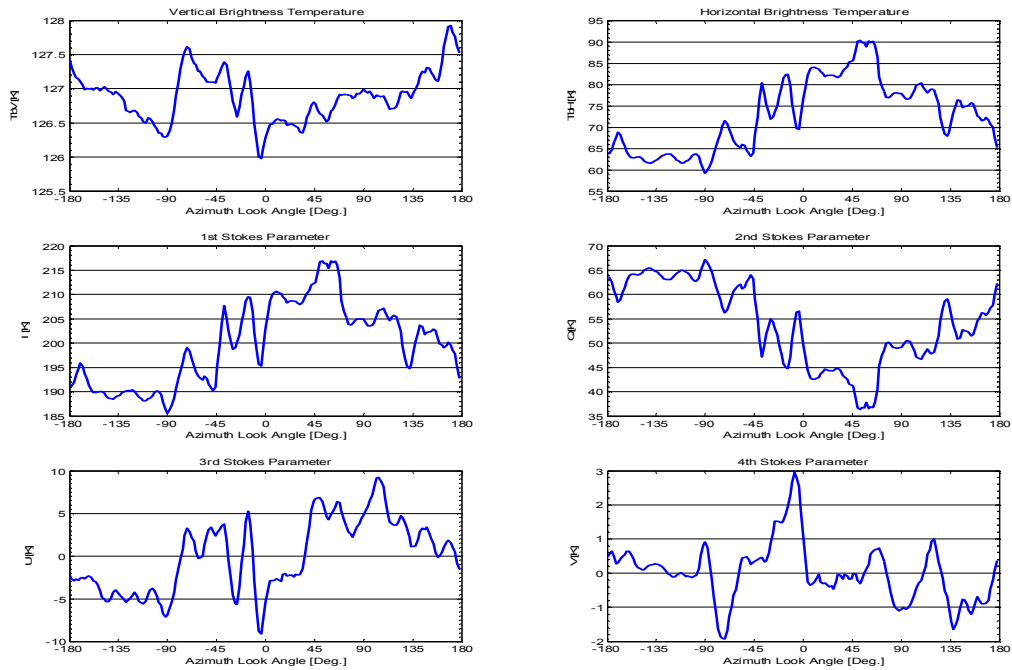 Vertical Brightness Temperature
128
127.5
127
126.5
126
125.5
TBV[K]
-180 -135 -90 -45 0 45 90 135 180
Azimuth Look Angle [Deg.]
Horizontal Brightness Temperature
95
90
85
80
75
70
65
60
55
TBH[K]
-180 -135 -90 -45 0 45 90 135 180
Azimuth Look Angle [Deg.]
1st Stokes Parameter
220
215
210
205
200
195
190
185
I [K]
-180 -135 -90 -45 0 45 90 135 180
Azimuth Look Angle [Deg.]
2nd Stokes Parameter
70
65
60
55
50
45
40
35
Q[K]
-180 -135 -90 -45 0 45 90 135 180
Azimuth Look Angle [Deg.]
3rd Stokes Parameter
10
5
0
-5
-10
U[K]
-180 -135 -90 -45 0 45 90 135 180
Azimuth Look Angle [Deg.]
4th Stokes Parameter
3
2
1
0
-1
-2
V[K]
-180 -135 -90 -45 0 45 90 135 180
Azimuth Look Angle [Deg.]